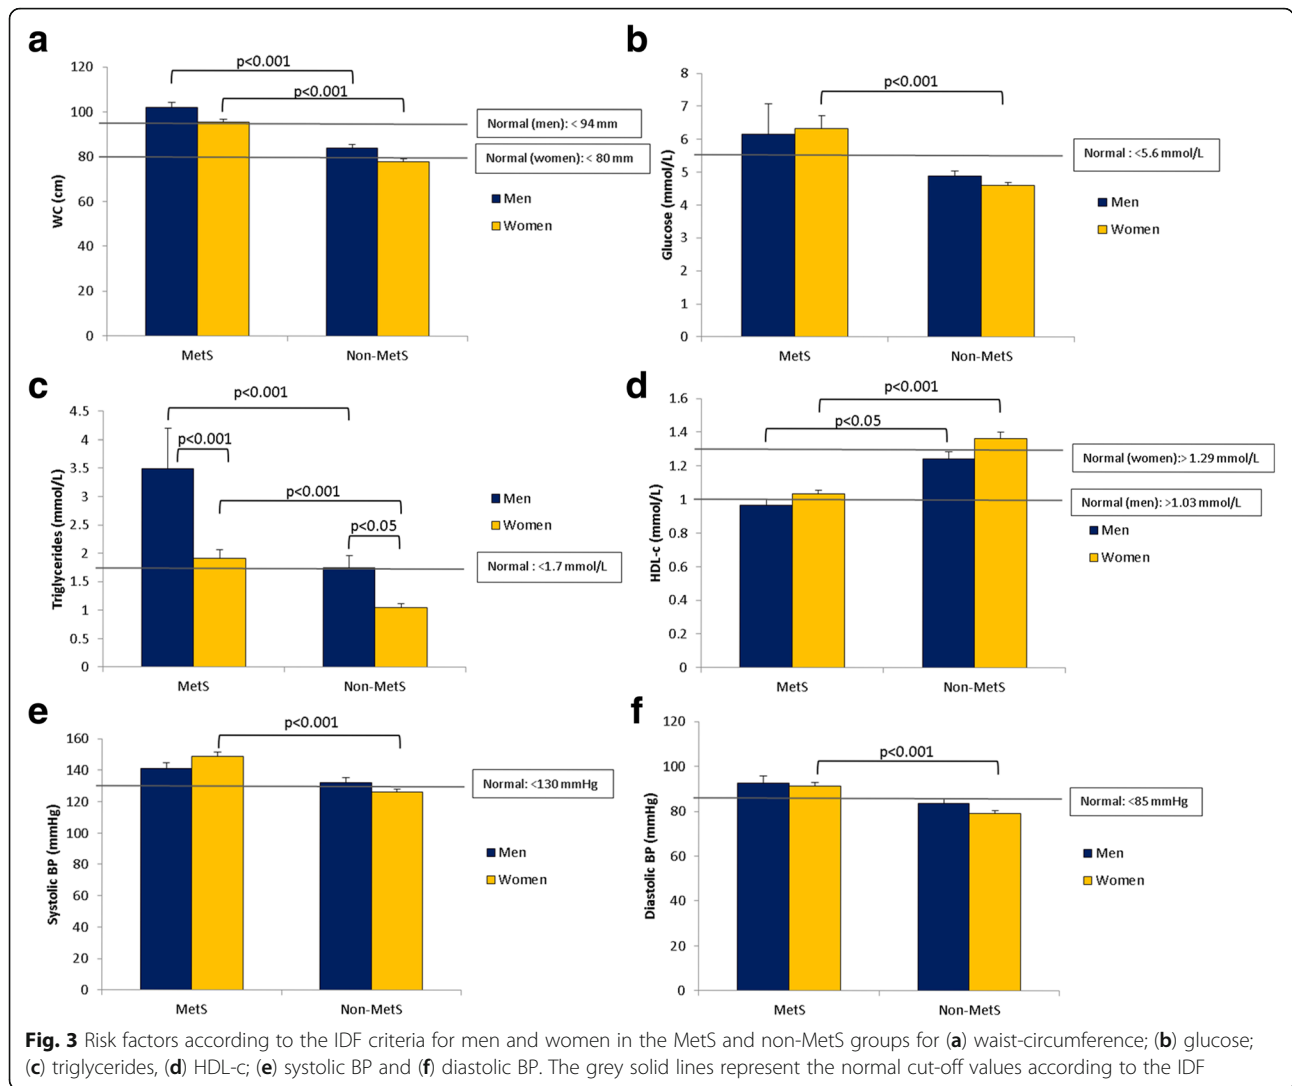 a
p<0.001
p<0.001
120
100
80
60
40
20
0
WC (cm)
MetS
Non-MetS
Normal (men): < 94 mm
Normal (women): < 80 mm
Men
Women
b
p<0.001
8
7
6
5
4
3
2
1
0
Glucose (mmol/L)
MetS
Non-MetS
Normal : <5.6 mmol/L
Men
Women
c
p<0.001
p<0.001
p<0.001
p<0.05
4.5
4
3.5
3
2.5
2
1.5
1
0.5
0
Triglycerides (mmol/L)
MetS
Non-MetS
Men
Women
Normal : <1.7 mmol/L
d
p<0.001
p<0.05
1.6
1.4
1.2
1
0.8
0.6
0.4
0.2
0
HDL-c (mmol/L)
MetS
Non-MetS
Normal (women):> 1.29 mmol/L
Normal (men): >1.03 mmol/L
Men
Women
e
p<0.001
160
140
120
100
80
60
40
20
0
Systolic BP (mmHg)
MetS
Non-MetS
Normal: <130 mmHg
Men
Women
f
p<0.001
120
100
80
60
40
20
0
Diastolic BP (mmHg)
MetS
Non-MetS
Normal: <85 mmHg
Men
Women
Fig. 3 Risk factors according to the IDF criteria for men and women in the MetS and non-MetS groups for (a) waist-circumference; (b) glucose;
(c) triglycerides, (d) HDL-c; (e) systolic BP and (f) diastolic BP. The grey solid lines represent the normal cut-off values according to the IDF